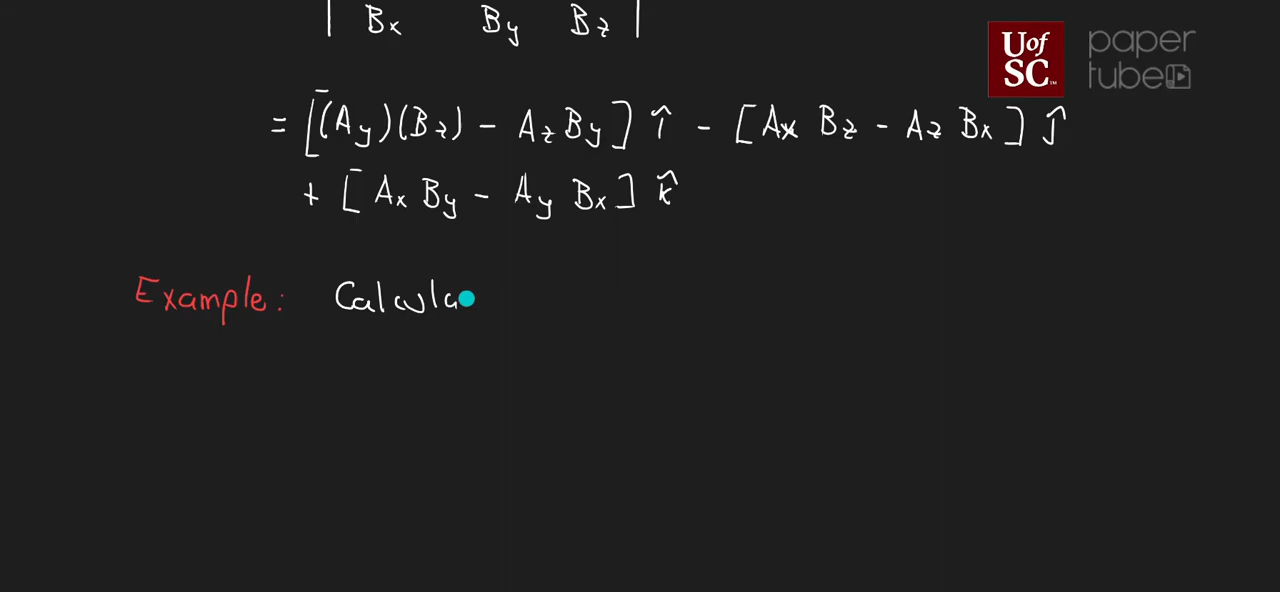 | Bx By Bz |
UofSC™
paper tube
= [(Ay)(Bz) - Az By] î - [Ax Bz - Az Bx] ĵ
+ [Ax By - Ay Bx] k̂
Example: Calcula